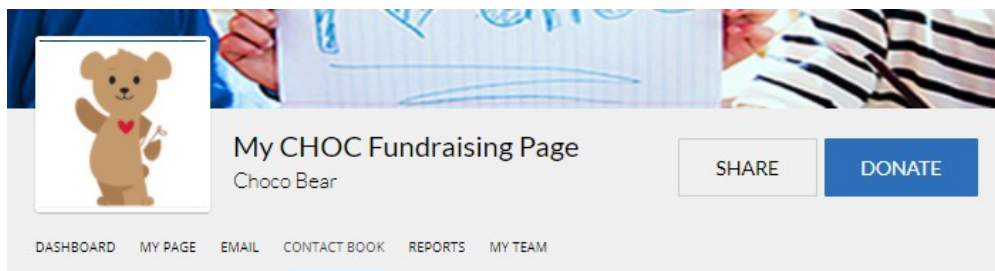 My CHOC Fundraising Page
Choco Bear
SHARE
DONATE
DASHBOARD MY PAGE EMAIL CONTACT BOOK REPORTS MY TEAM